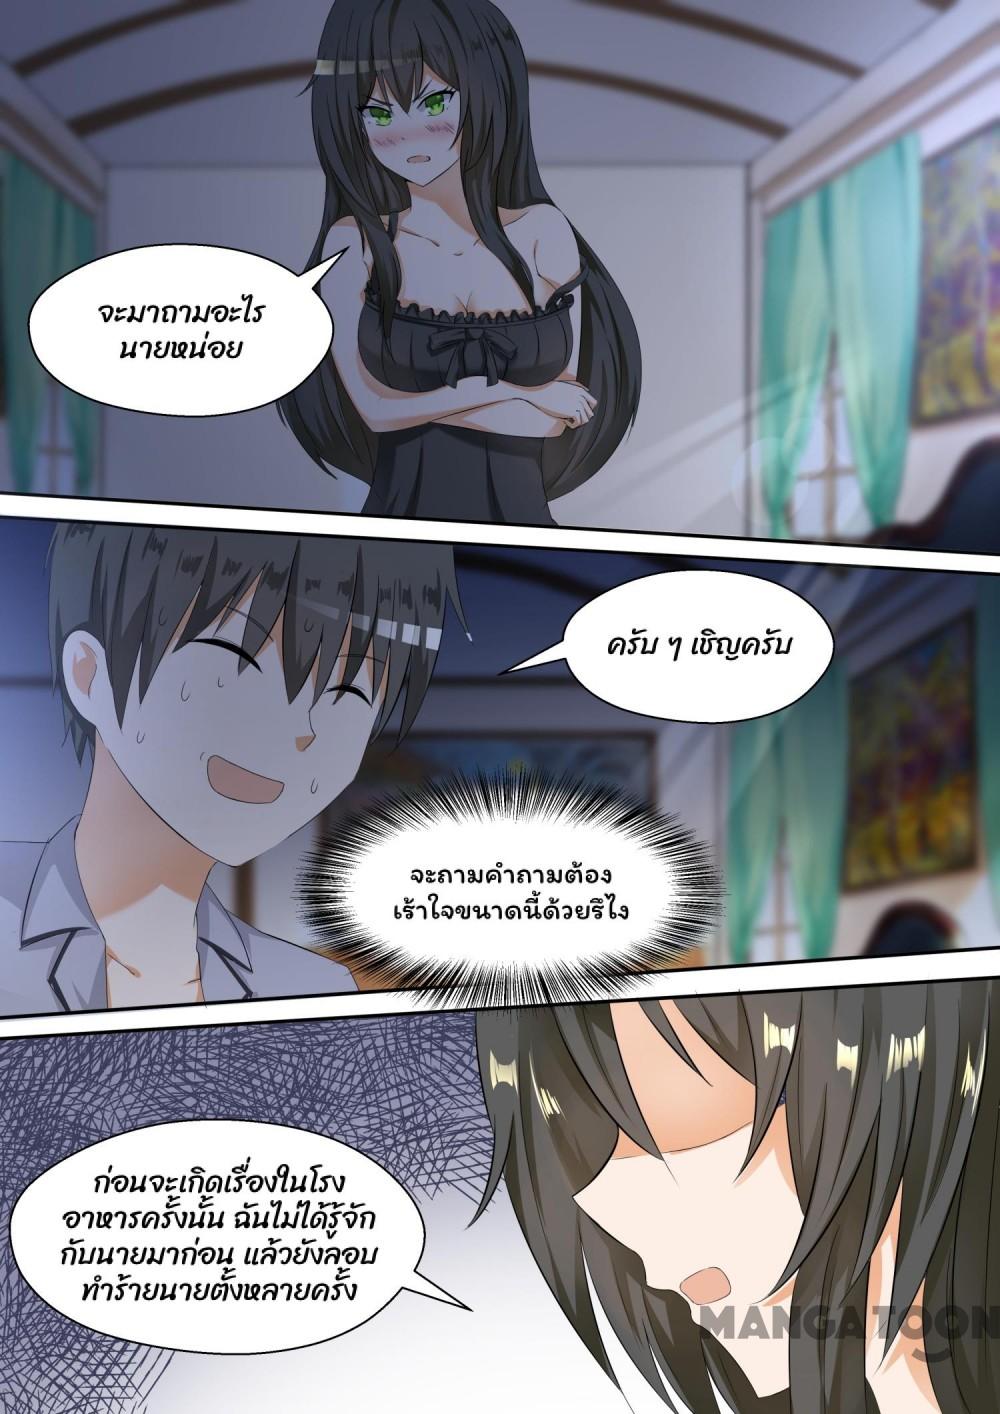 จะมาถามอะไร
นายหน่อย
ครับ ๆ เชิญครับ
จะถามคำถามต้อง
เร้าใจขนาดนี้ด้วยรึไง
ก่อนจะเกิดเรื่องในโรง
อาหารครั้งนั้น ฉันไม่ได้รู้จัก
กับนายมาก่อน แล้วยังลอบ
ทำร้ายนายตั้งหลายครั้ง
MANGATOON